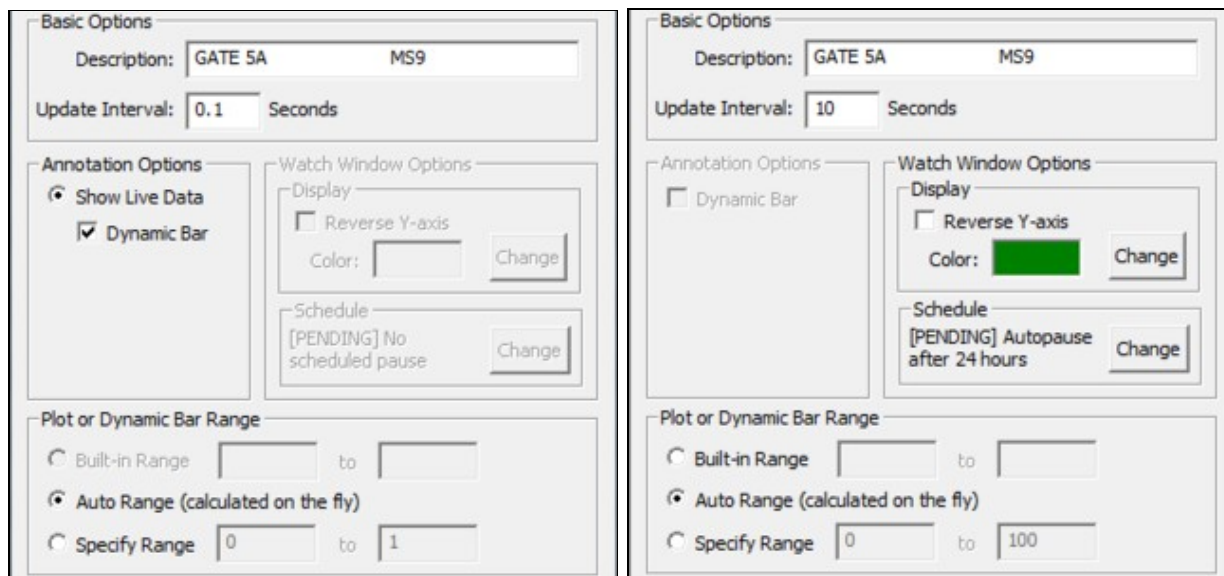 Basic Options
Description: GATE 5A MS9
Update Interval: 0.1 Seconds
Annotation Options
Show Live Data
Dynamic Bar
Watch Window Options
Display
Reverse Y-axis
Color: Change
Schedule
[PENDING] No
scheduled pause
Change
Plot or Dynamic Bar Range
Built-in Range to
Auto Range (calculated on the fly)
Specify Range 0 to 1
Basic Options
Description: GATE 5A MS9
Update Interval: 10 Seconds
Annotation Options
Dynamic Bar
Watch Window Options
Display
Reverse Y-axis
Color: Change
Schedule
[PENDING] Autopause
after 24 hours
Change
Plot or Dynamic Bar Range
Built-in Range to
Auto Range (calculated on the fly)
Specify Range 0 to 100